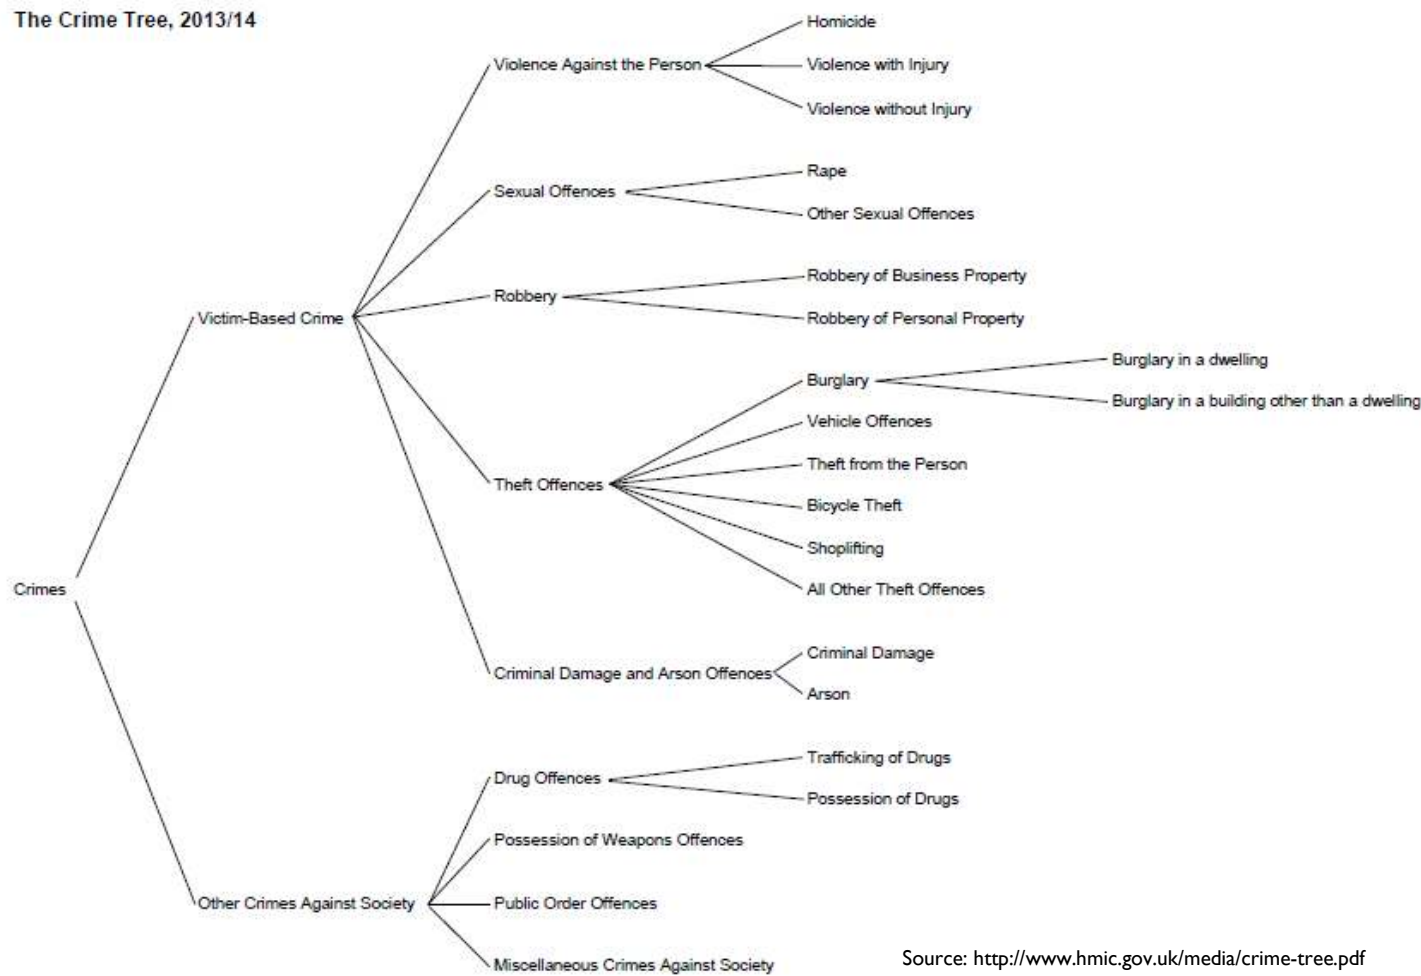 The Crime Tree, 2013/14
Homicide
Violence Against the Person
Violence with Injury
Violence without Injury
Rape
Sexual Offences
Other Sexual Offences
Robbery of Business Property
Robbery
Robbery of Personal Property
Victim-Based Crime
Burglary in a dwelling
Burglary
Burglary in a building other than a dwelling
Vehicle Offences
Theft from the Person
Theft Offences
Bicycle Theft
Shoplifting
All Other Theft Offences
Crimes
Criminal Damage
Criminal Damage and Arson Offences
Arson
Trafficking of Drugs
Drug Offences
Possession of Drugs
Possession of Weapons Offences
Other Crimes Against Society
Public Order Offences
Miscellaneous Crimes Against Society
Source: http://www.hmic.gov.uk/media/crime-tree.pdf